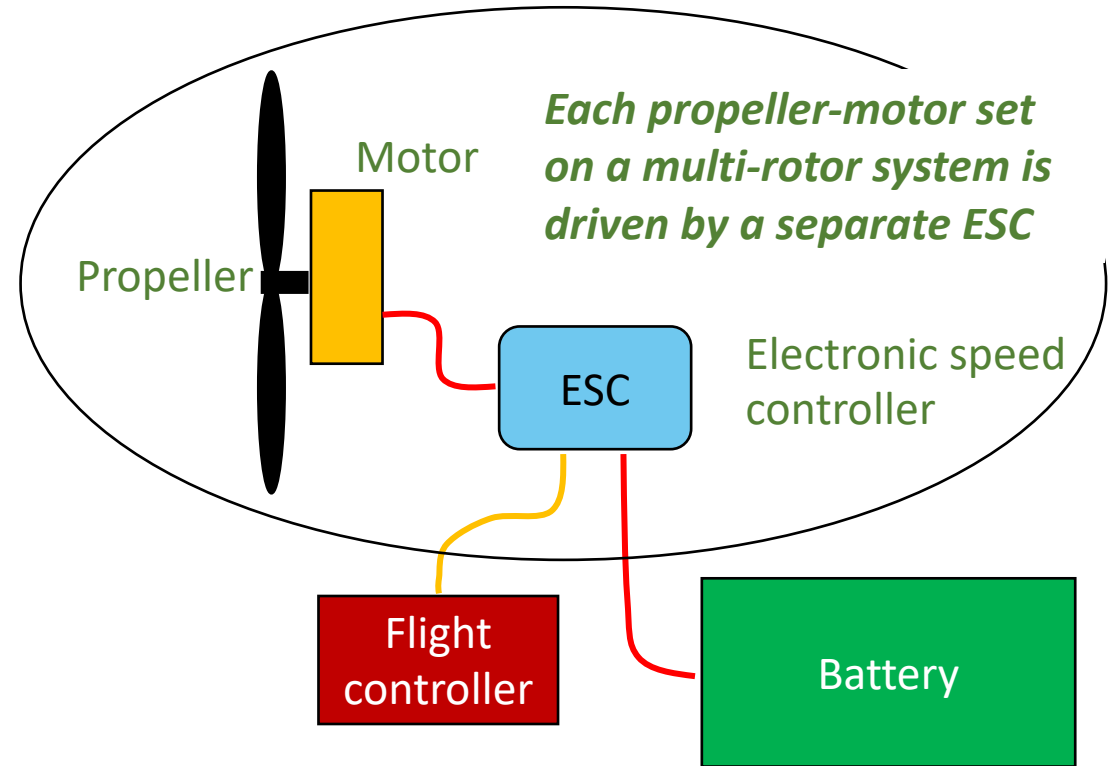 Each propeller-motor set
on a multi-rotor system is
driven by a separate ESC
Motor
Propeller
ESC
Electronic speed
controller
Flight
controller
Battery